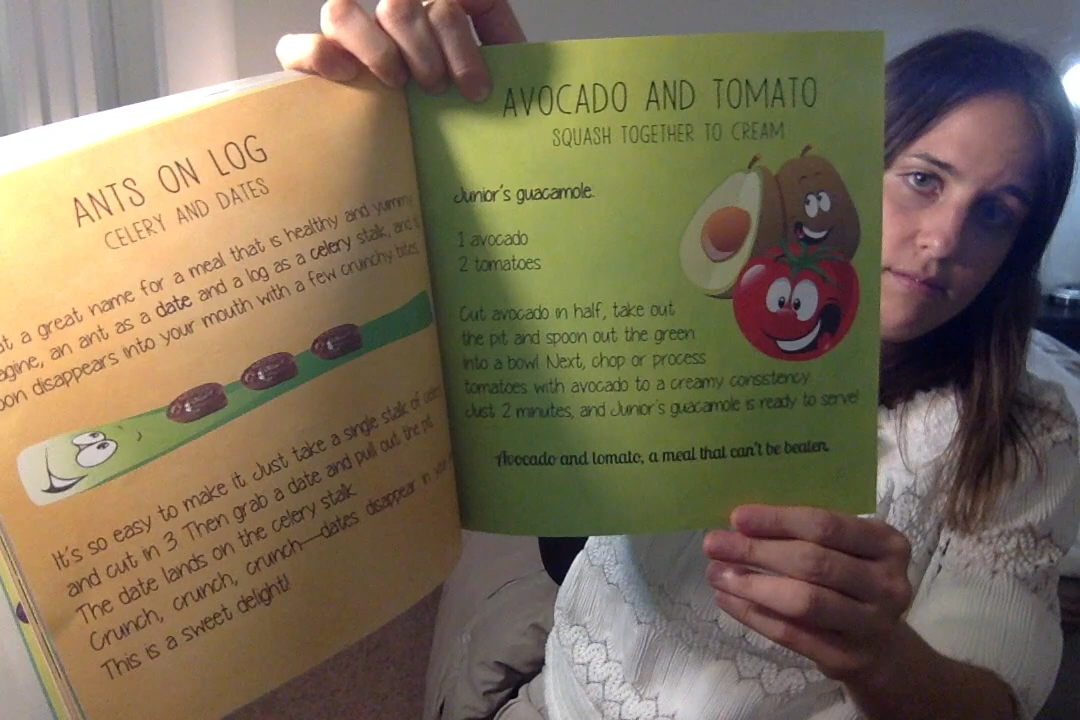 ANTS ON LOG
CELERY AND DATES
a great name for a meal that is healthy and yummy
an ant as a date and a log as a celery stalk, and
disappears into your mouth with a few crunchy bites
It's so easy to make it. Just take a single stalk of
and cut in 3 Then grab a date and pull out the pit
The date lands on the celery stalk
Crunch, crunch, crunch—dates disappear in
This is a sweet delight!
AVOCADO AND TOMATO
SQUASH TOGETHER TO CREAM
Junior's guacamole.
1 avocado
2 tomatoes
Cut avocado in half, take out
the pit and spoon out the green
into a bowl Next, chop or process
tomatoes with avocado to a creamy consistency
Just 2 minutes, and Junior's guacamole is ready to serve!
Avocado and tomato, a meal that can't be beaten.